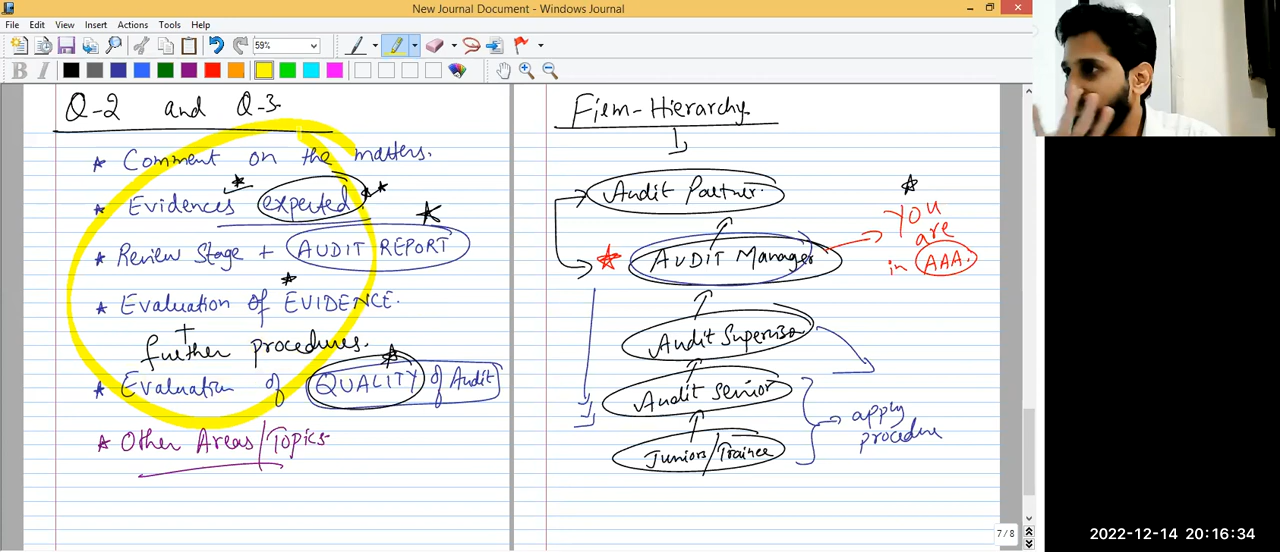 New Journal Document - Windows Journal
File Edit View Insert Actions Tools Help
59%
B I
Q-2 and Q-3
★ Comment on the matters.
★ Evidences expected
★ Review Stage + AUDIT REPORT
★ Evaluation of EVIDENCE.
+
further procedures.
★ Evaluation of QUALITY of Audit
★ Other Areas/Topics
Firm-Hierarchy
Audit Partner
AUDIT Manager
YOU
are
in AAA.
Audit Supervisor
Audit Senior
apply
procedure
Juniors/Trainee
7/8
2022-12-14 20:16:34